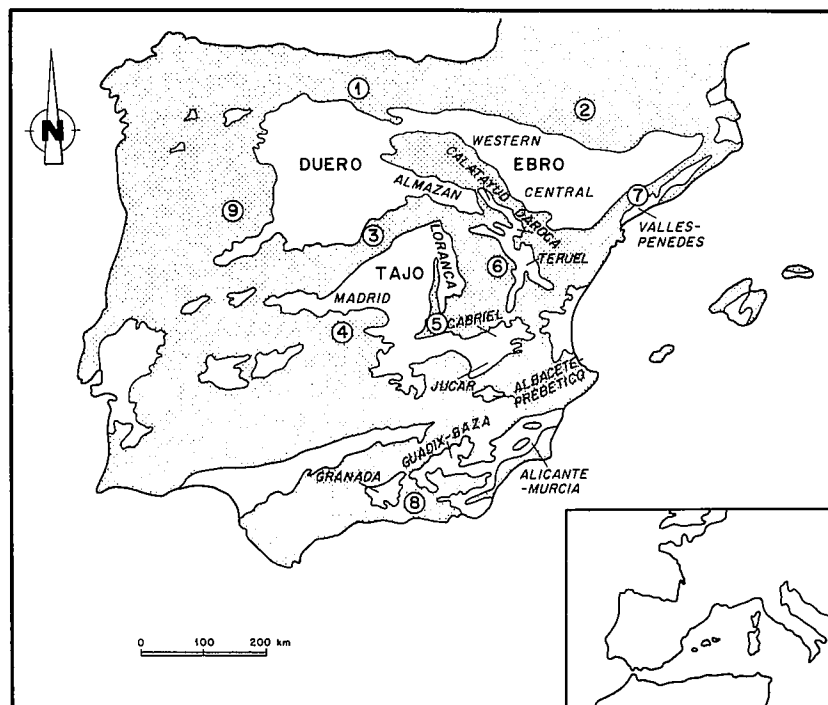 N
1
2
WESTERN
DUERO
EBRO
CALATAYUD
DAROGA
ALMAZAN
CENTRAL
9
7
VALLES-
PENEDES
3
LORANCA
6
TERUEL
TAJO
MADRID
4
5
CABRIEL
JUCAR
ALBACETE-
PREBETICO
GUADIX-BAZA
GRANADA
ALICANTE
-MURCIA
8
0 100 200 km